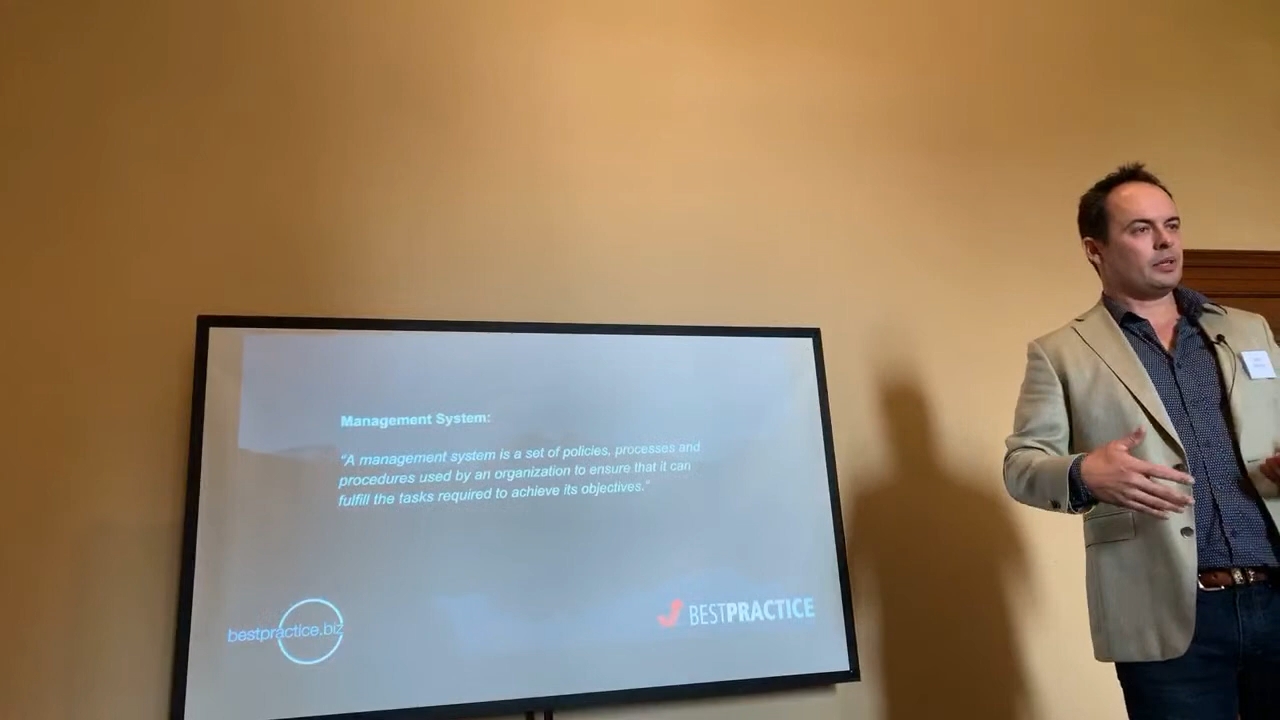 Management System:
“A management system is a set of policies, processes and
procedures used by an organization to ensure that it can
fulfill the tasks required to achieve its objectives.”
bestpractice.biz
BESTPRACTICE